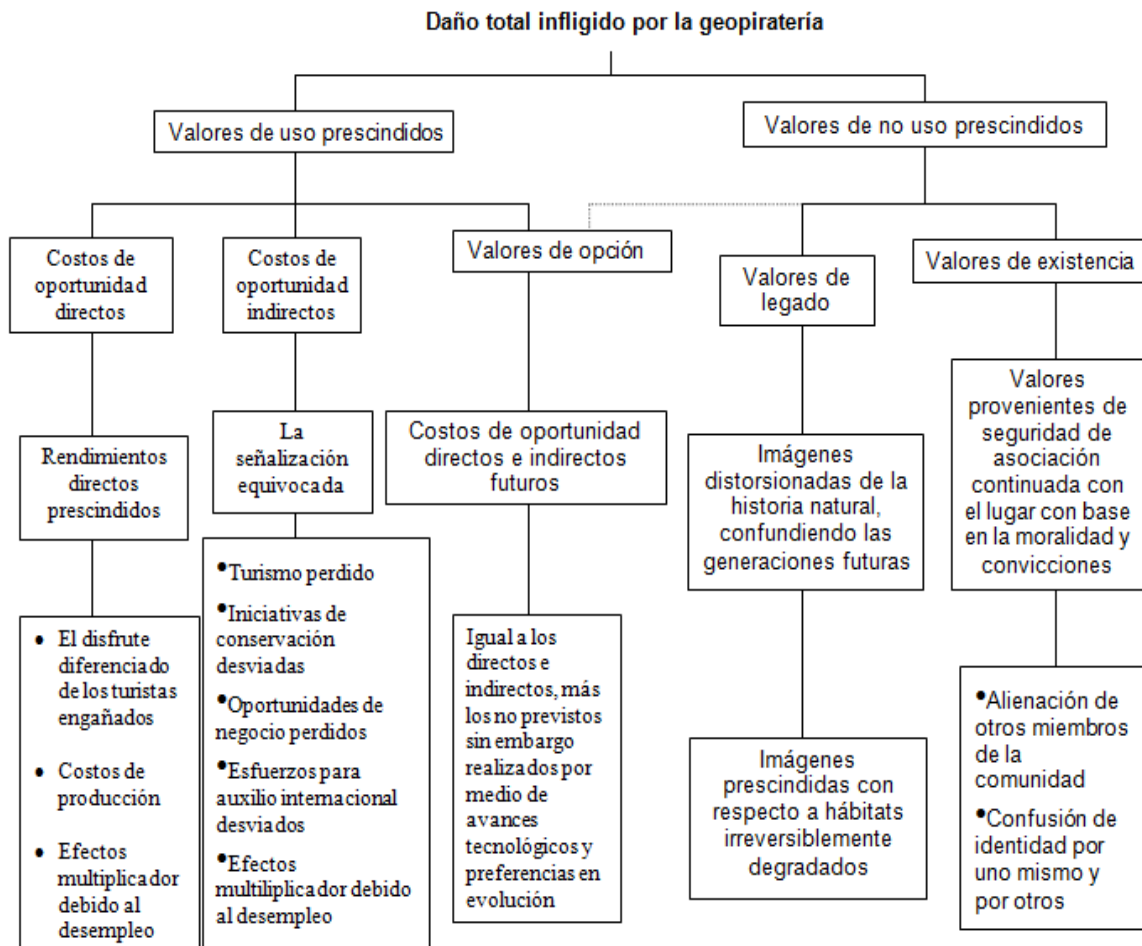 Daño total infligido por la geopiratería
Valores de uso prescindidos
Valores de no uso prescindidos
Costos de
oportunidad
directos
Costos de
oportunidad
indirectos
Valores de opción
Valores de
legado
Valores de existencia
Rendimientos
directos
prescindidos
La
señalización
equivocada
Costos de oportunidad
directos e indirectos
futuros
Imágenes
distorsionadas de la
historia natural,
confundiendo las
generaciones futuras
Valores
provenientes de
seguridad de
asociación
continuada con
el lugar con base
en la moralidad y
convicciones
• El disfrute
diferenciado
de los turistas
engañados
• Costos de
producción
• Efectos
multiplicador
debido al
desempleo
•Turismo perdido
•Iniciativas de
conservación
desviadas
•Oportunidades de
negocio perdidos
•Esfuerzos para
auxilio internacional
desviados
•Efectos
multiliplicador debido
al desempleo
Igual a los
directos e
indirectos, más
los no previstos
sin embargo
realizados por
medio de
avances
tecnológicos y
preferencias en
evolución
Imágenes
prescindidas con
respecto a hábitats
irreversiblemente
degradados
•Alienación de
otros miembros
de la
comunidad
•Confusión de
identidad por
uno mismo y
por otros